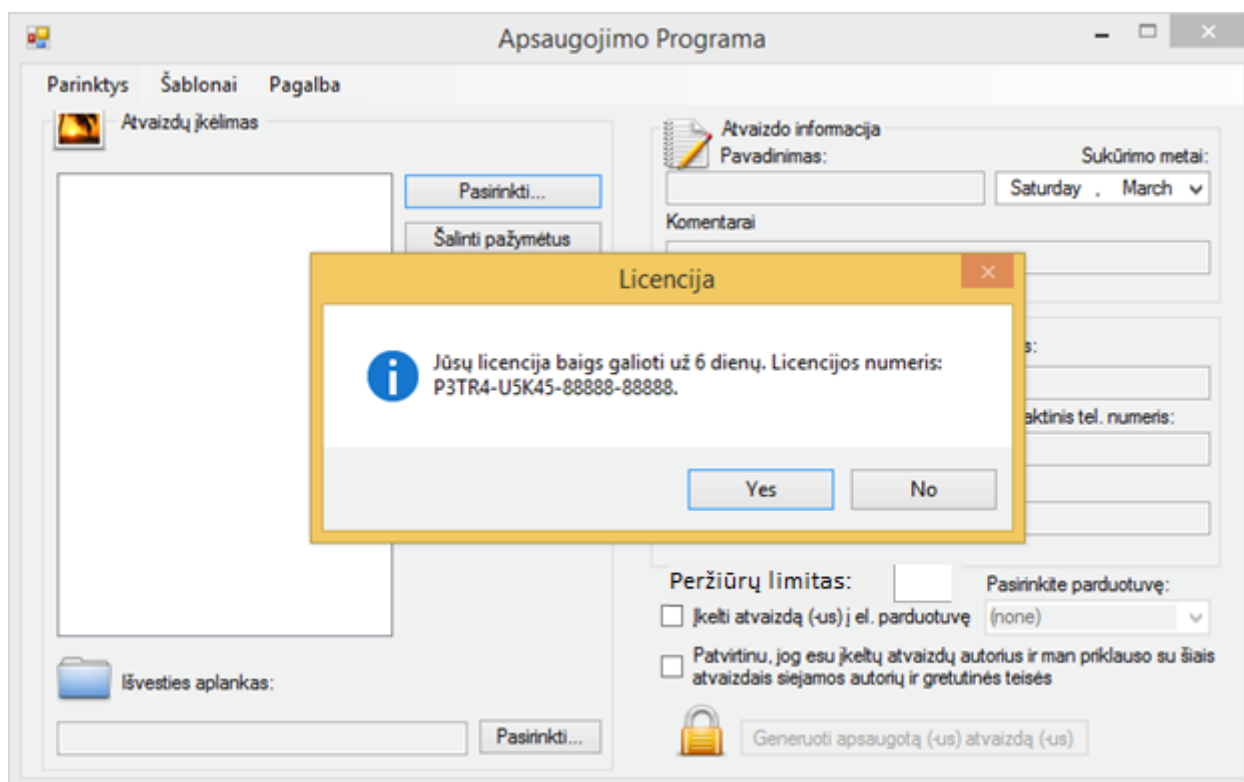 Apsaugojimo Programa
Parinktys Šablonai Pagalba
Atvaizdų įkėlimas
Pasirinkti...
Šalinti pažymėtus
Atvaizdo informacija
Pavadinimas: Sukūrimo metai:
Saturday , March
Komentarai
Licencija
Jūsų licencija baigs galioti už 6 dienų. Licencijos numeris:
P3TR4-U5K45-88888-88888.
Yes No
s:
aktinis tel. numeris:
Peržiūrų limitas: Pasirinkite parduotuvę:
Įkelti atvaizdą (-us) į el. parduotuvę (none)
Patvirtinu, jog esu įkeltų atvaizdų autorius ir man priklauso su šiais
atvaizdais siejamos autorių ir gretutinės teisės
Išvesties aplankas:
Pasirinkti...
Generuoti apsaugotą (-us) atvaizdą (-us)